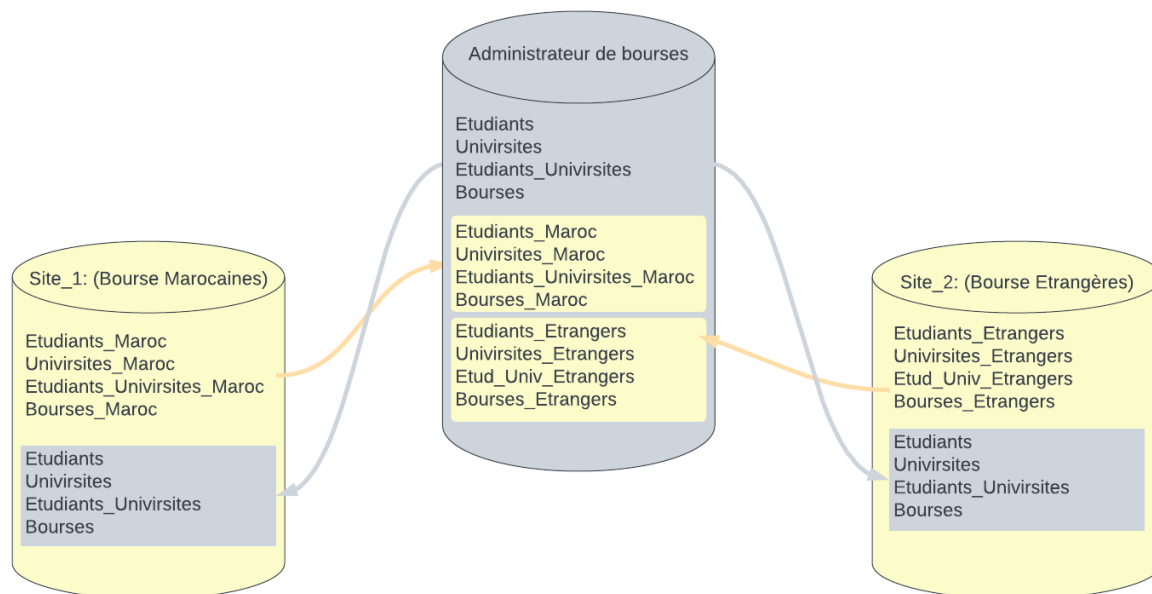 Administrateur de bourses
Etudiants
Univirsites
Etudiants_Univirsites
Bourses
Etudiants_Maroc
Univirsites_Maroc
Etudiants_Univirsites_Maroc
Bourses_Maroc
Etudiants_Etrangers
Univirsites_Etrangers
Etud_Univ_Etrangers
Bourses_Etrangers
Site_1: (Bourse Marocaines)
Etudiants_Maroc
Univirsites_Maroc
Etudiants_Univirsites_Maroc
Bourses_Maroc
Etudiants
Univirsites
Etudiants_Univirsites
Bourses
Site_2: (Bourse Etrangères)
Etudiants_Etrangers
Univirsites_Etrangers
Etud_Univ_Etrangers
Bourses_Etrangers
Etudiants
Univirsites
Etudiants_Univirsites
Bourses